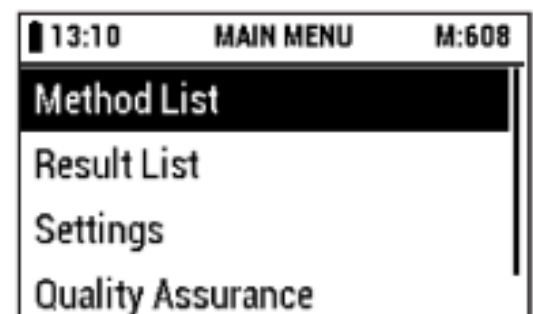 13:10 MAIN MENU M:608
Method List
Result List
Settings
Quality Assurance